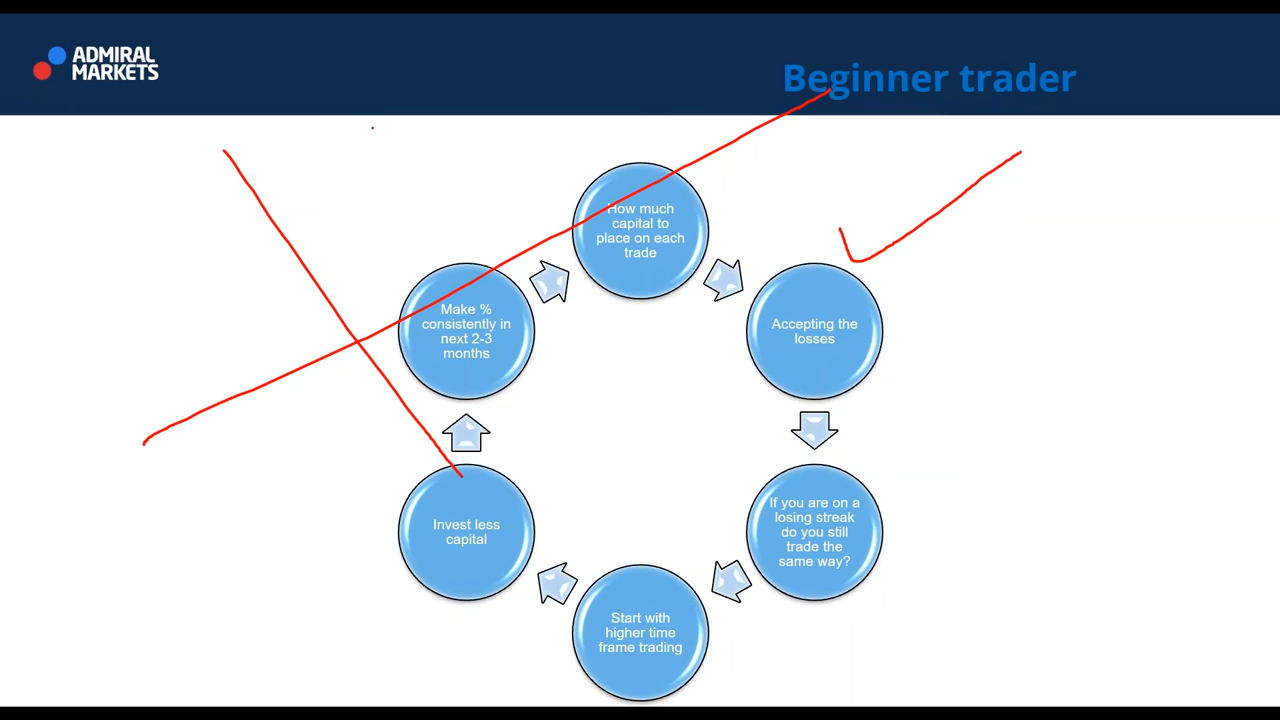 ADMIRAL
MARKETS
Beginner trader
How much
capital to
place on each
trade
Accepting the
losses
If you are on a
losing streak
do you still
trade the
same way?
Start with
higher time
frame trading
Invest less
capital
Make %
consistently in
next 2-3
months